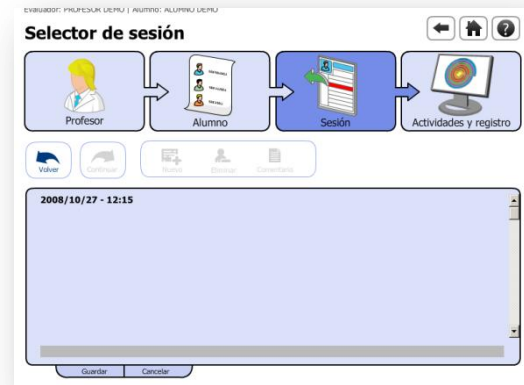 Evaluador: PROFESOR DEMO | Alumno: ALUMNO DEMO
Selector de sesión
Profesor
Alumno
Sesión
Actividades y registro
Volver
Continuar
Nuevo
Eliminar
Comentario
2008/10/27 - 12:15
Guardar
Cancelar